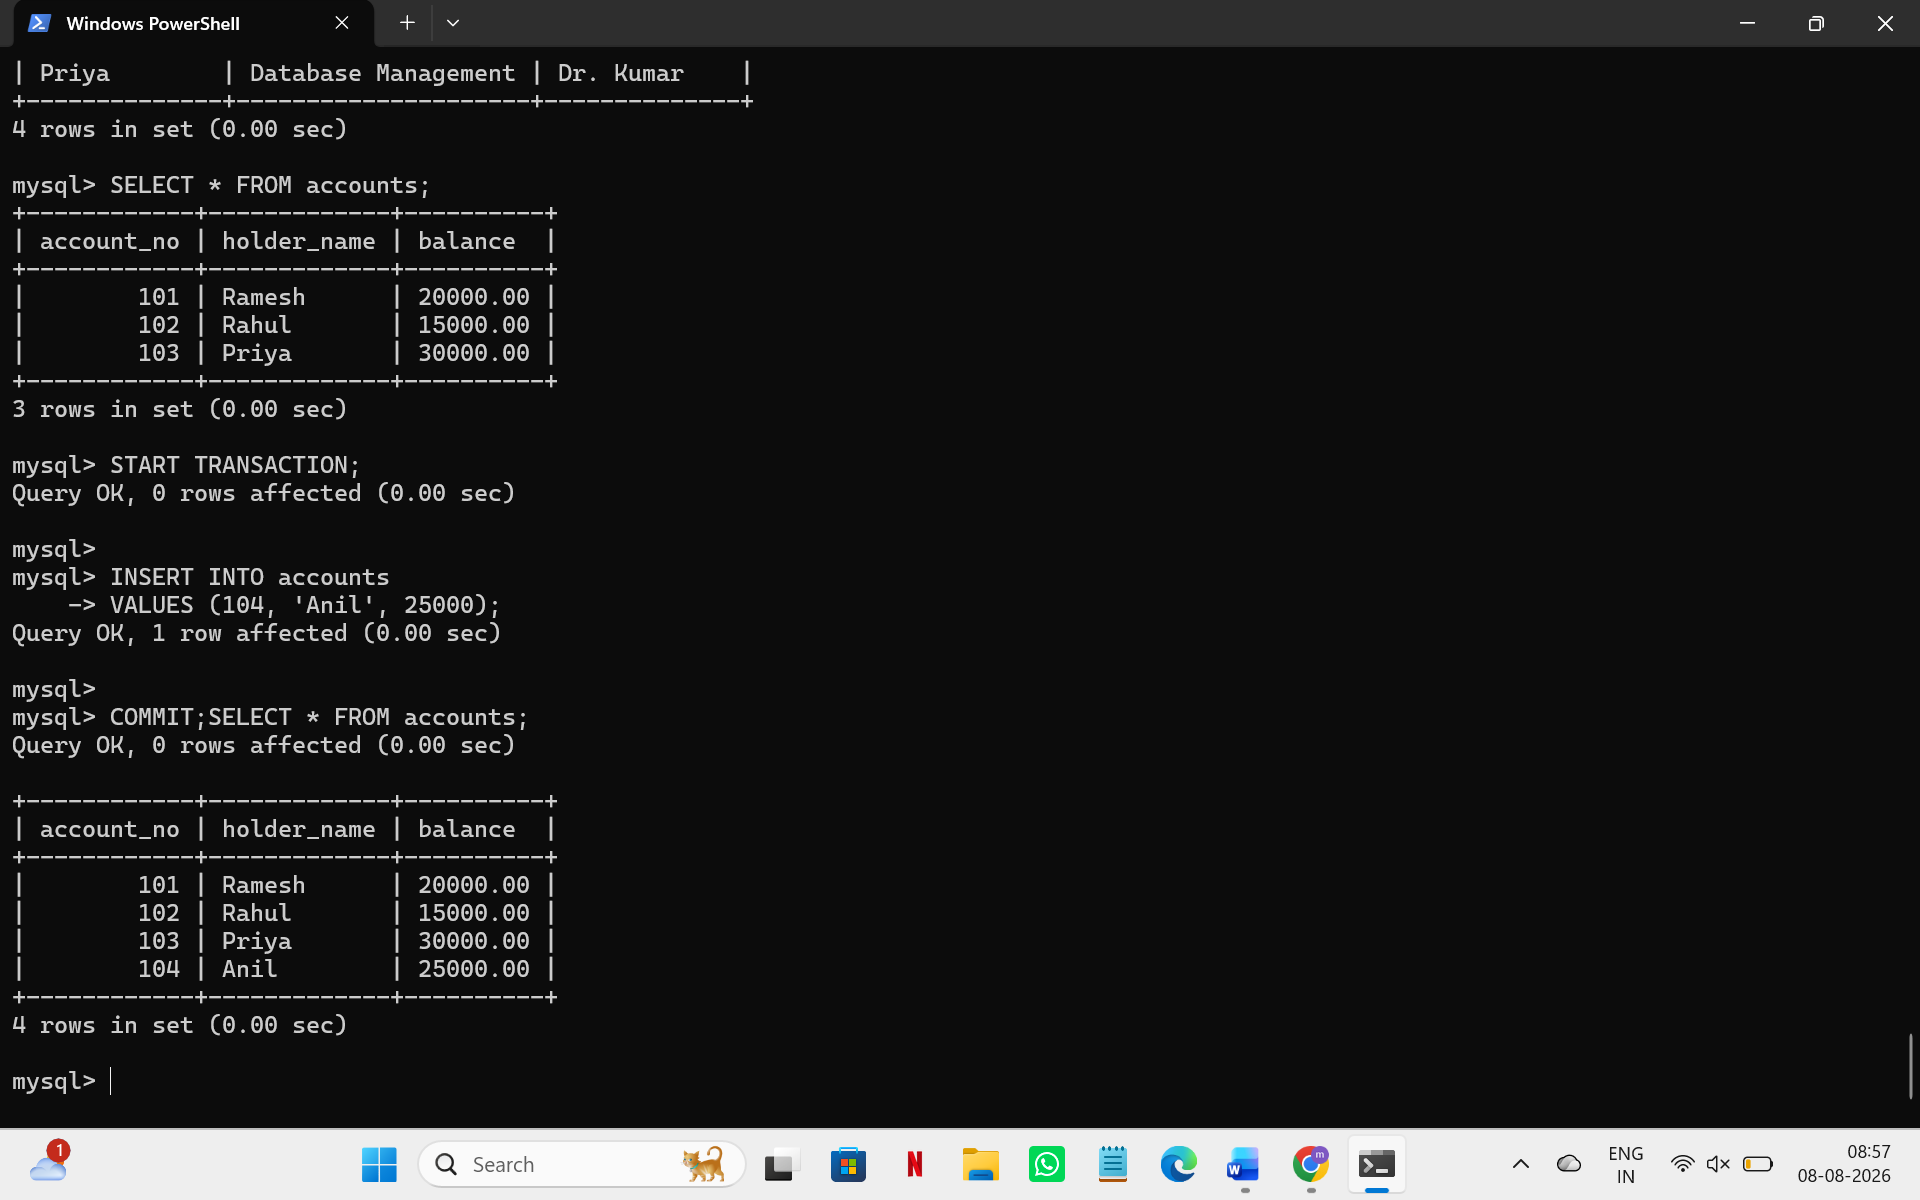 Windows PowerShell
| Priya        | Database Management | Dr. Kumar    |
+--------------+---------------------+--------------+
4 rows in set (0.00 sec)
mysql> SELECT * FROM accounts;
+------------+-------------+----------+
| account_no | holder_name | balance  |
+------------+-------------+----------+
|        101 | Ramesh      | 20000.00 |
|        102 | Rahul       | 15000.00 |
|        103 | Priya       | 30000.00 |
+------------+-------------+----------+
3 rows in set (0.00 sec)
mysql> START TRANSACTION;
Query OK, 0 rows affected (0.00 sec)
mysql>
mysql> INSERT INTO accounts
    -> VALUES (104, 'Anil', 25000);
Query OK, 1 row affected (0.00 sec)
mysql>
mysql> COMMIT;SELECT * FROM accounts;
Query OK, 0 rows affected (0.00 sec)
+------------+-------------+----------+
| account_no | holder_name | balance  |
+------------+-------------+----------+
|        101 | Ramesh      | 20000.00 |
|        102 | Rahul       | 15000.00 |
|        103 | Priya       | 30000.00 |
|        104 | Anil        | 25000.00 |
+------------+-------------+----------+
4 rows in set (0.00 sec)
mysql>
1
Search
N
W
m
ENG
IN
08:57
08-08-2026